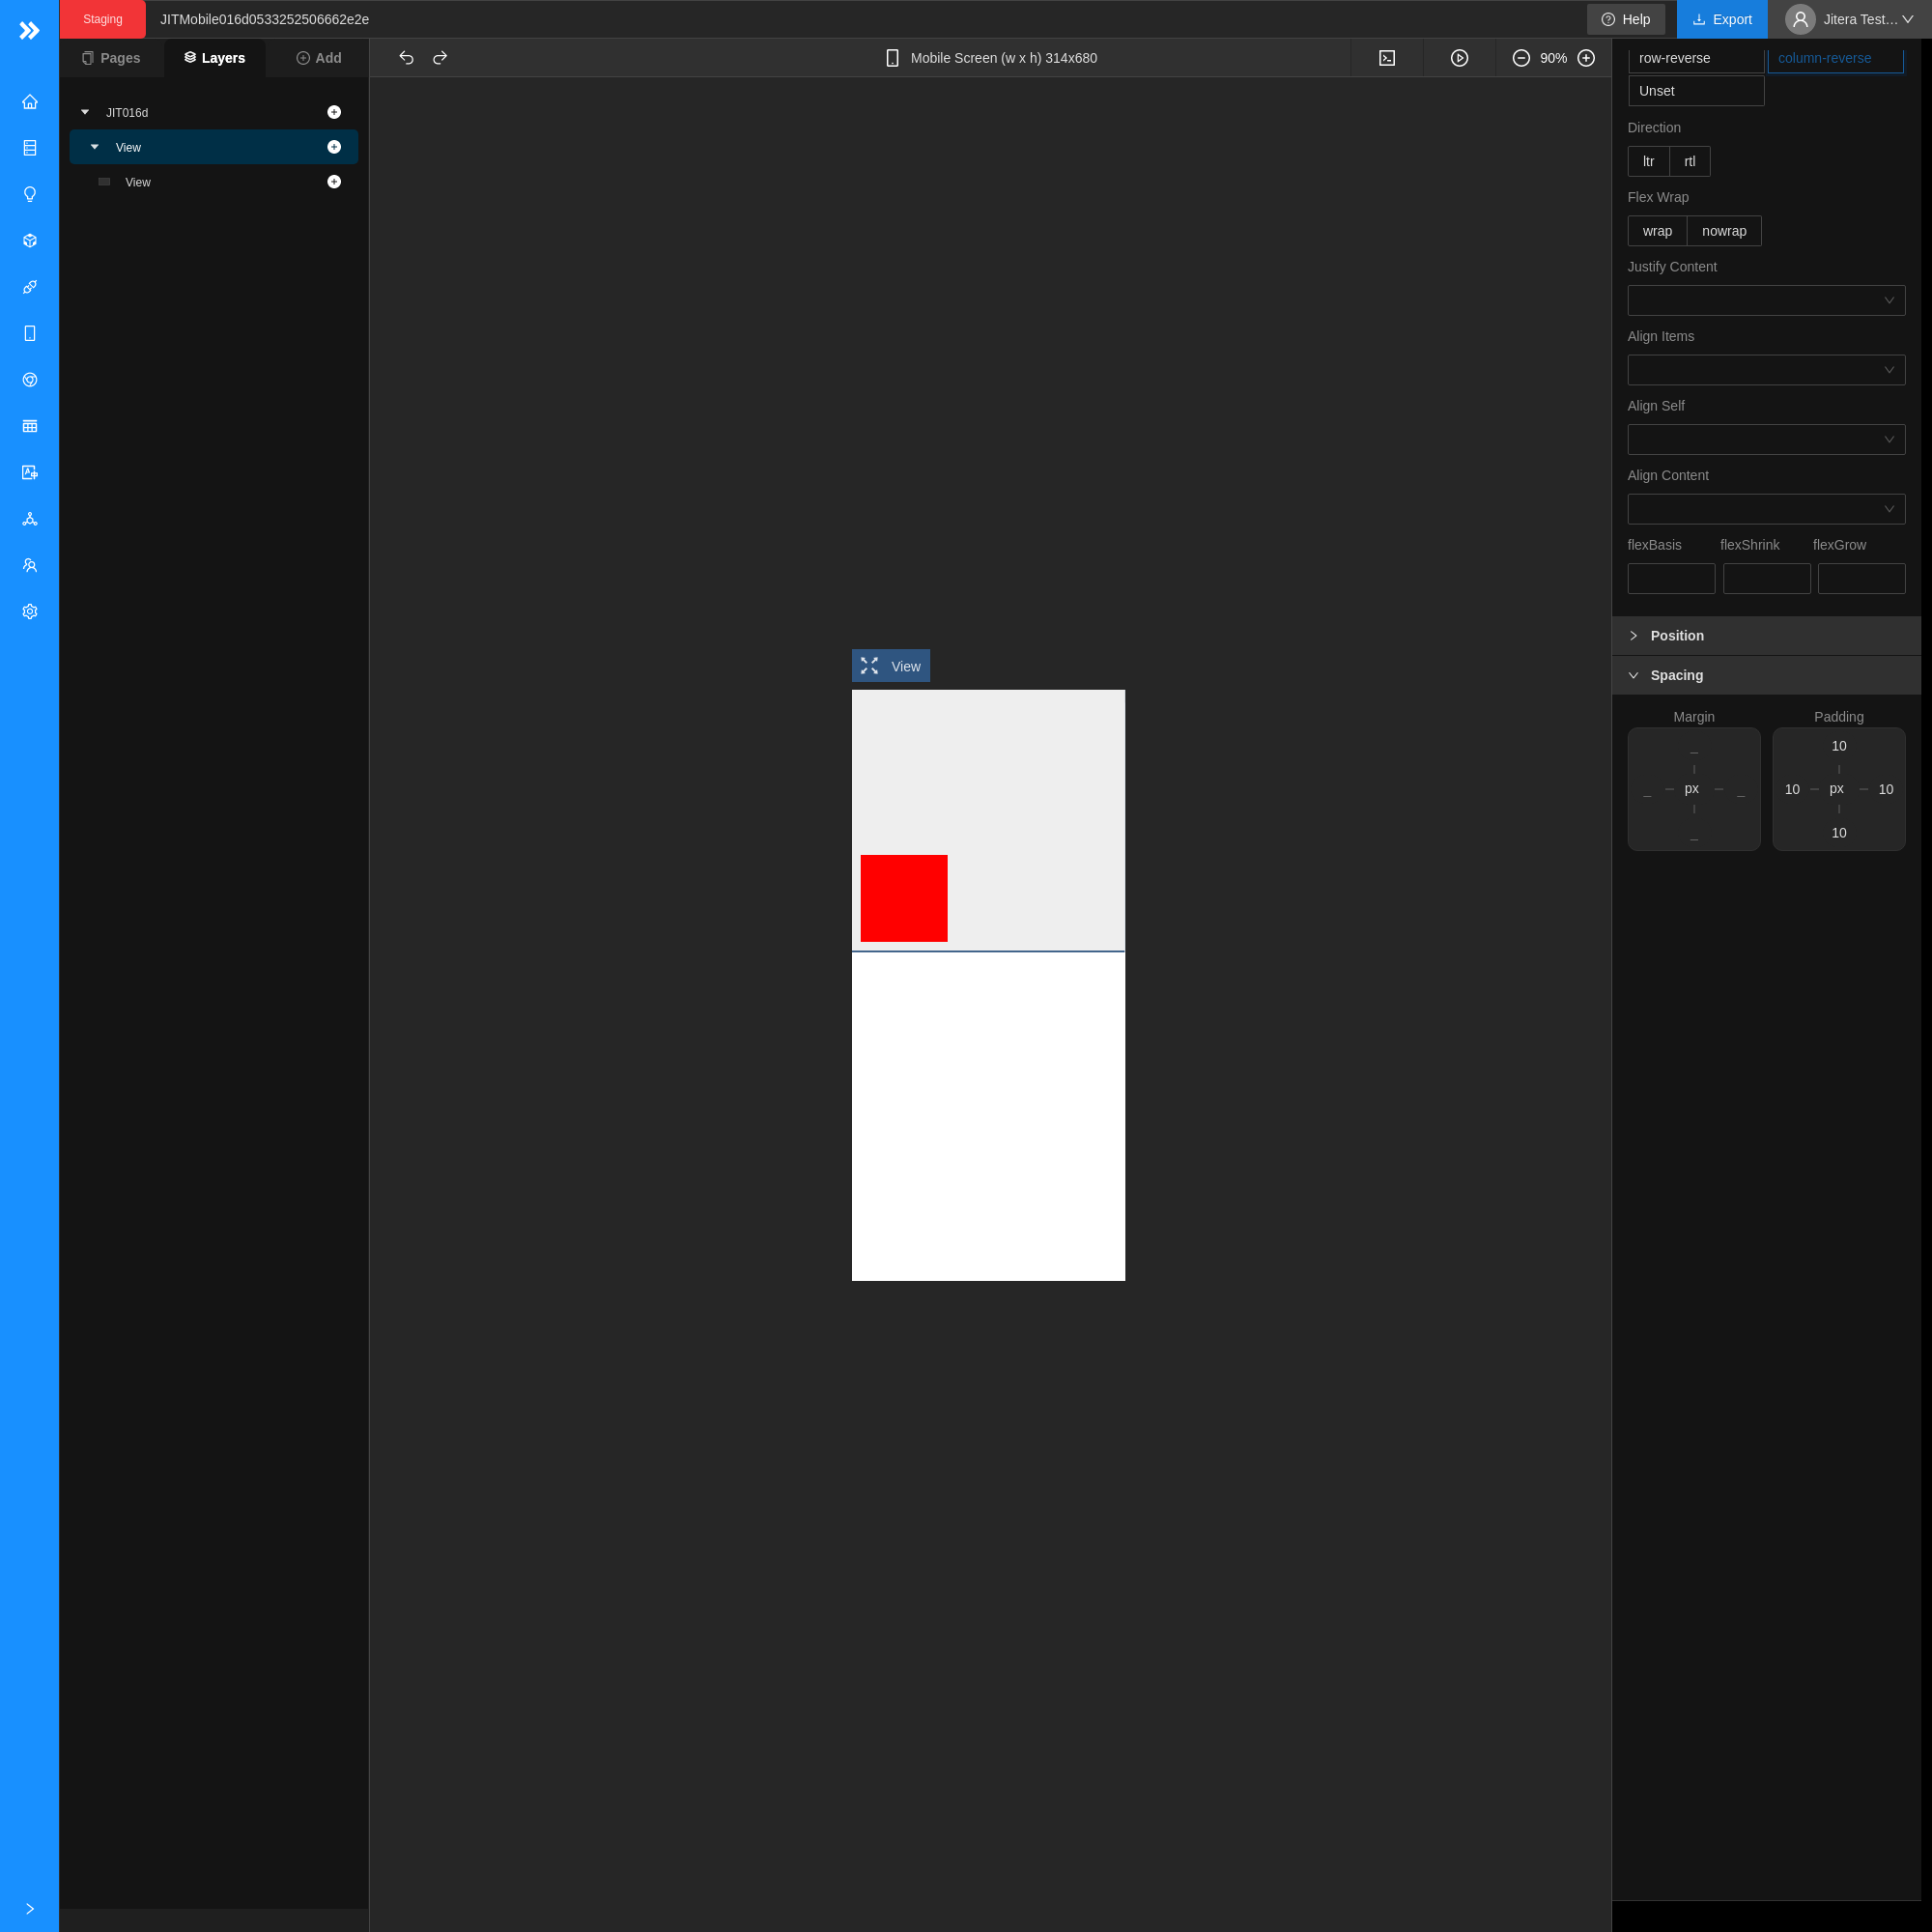 Staging JITMobile016d0533252506662e2e Help Export Jitera Test...
Pages Layers Add Mobile Screen (w x h) 314x680 90%
JIT016d
View
View
View
row-reverse column-reverse
Unset
Direction
ltr rtl
Flex Wrap
wrap nowrap
Justify Content
Align Items
Align Self
Align Content
flexBasis flexShrink flexGrow
Position
Spacing
Margin Padding
10
px 10 px 10
10